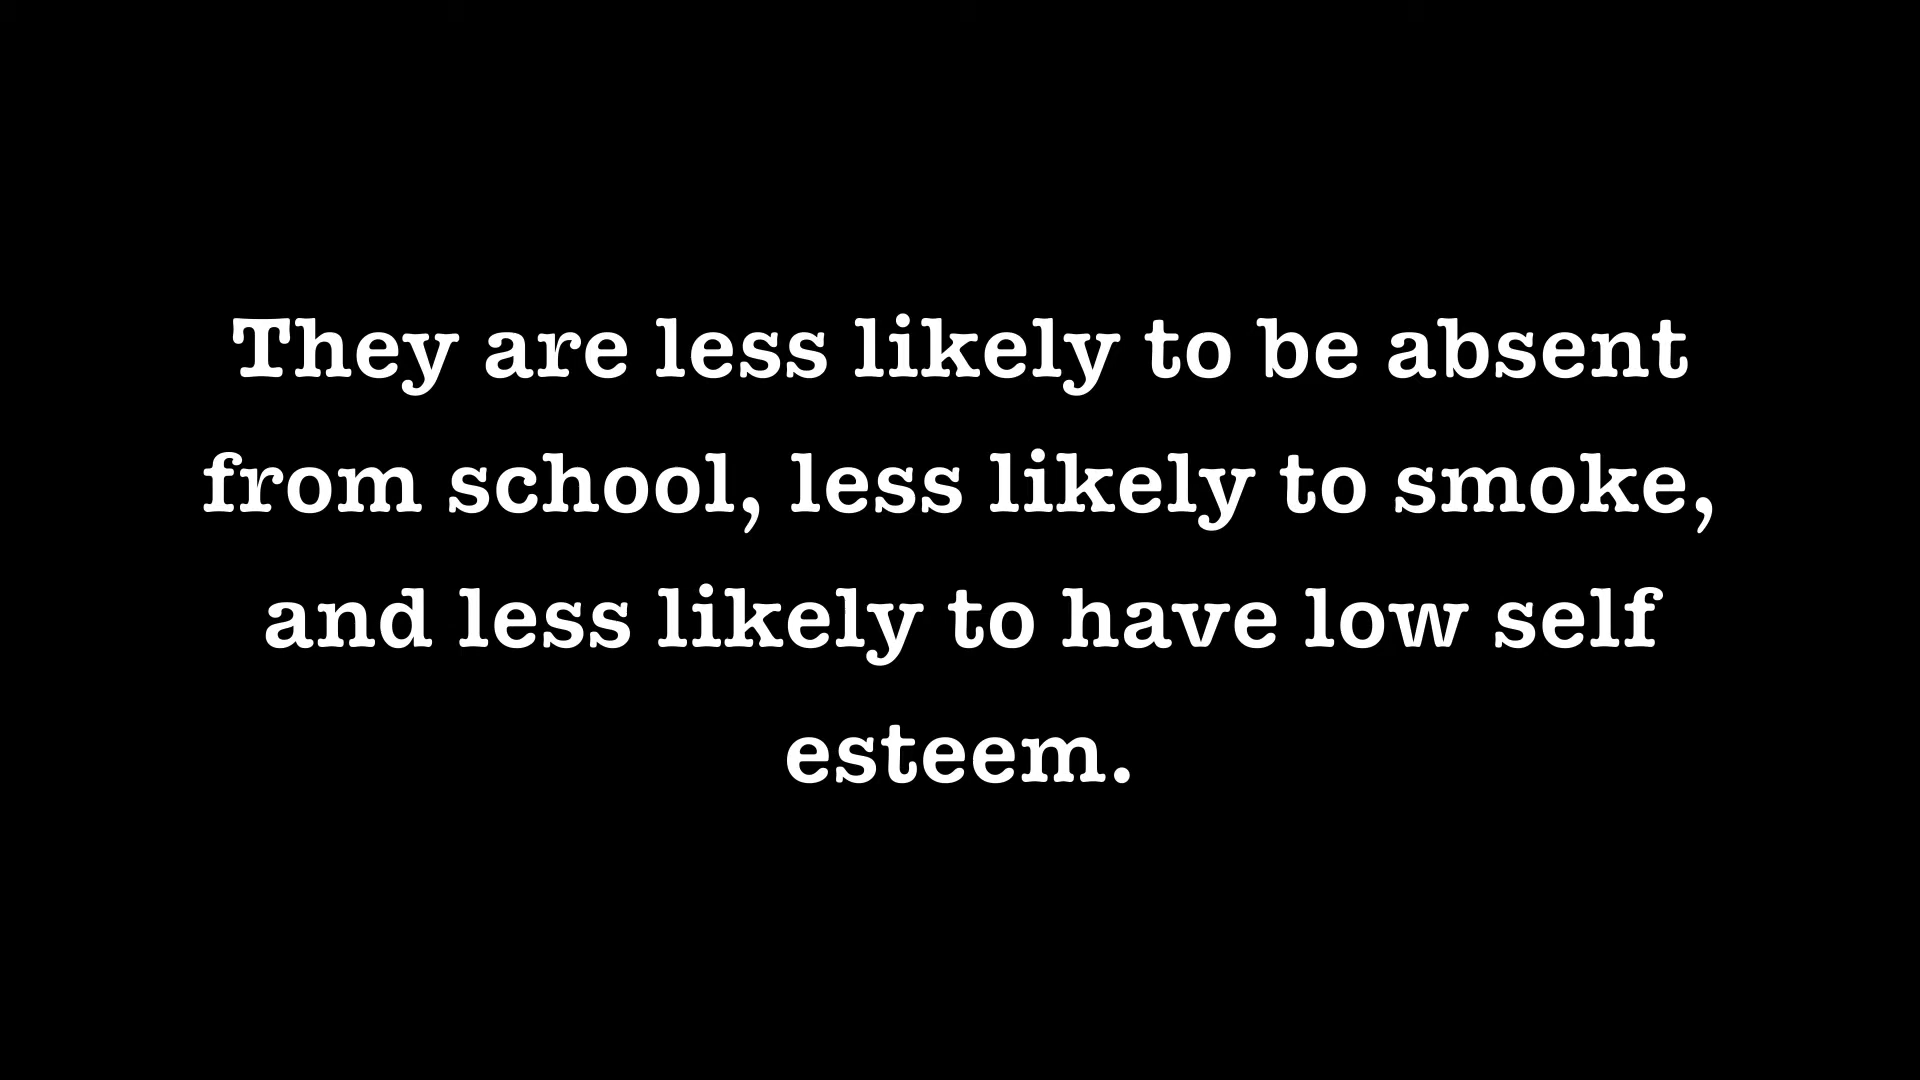 They are less likely to be absent
from school, less likely to smoke,
and less likely to have low self
esteem.